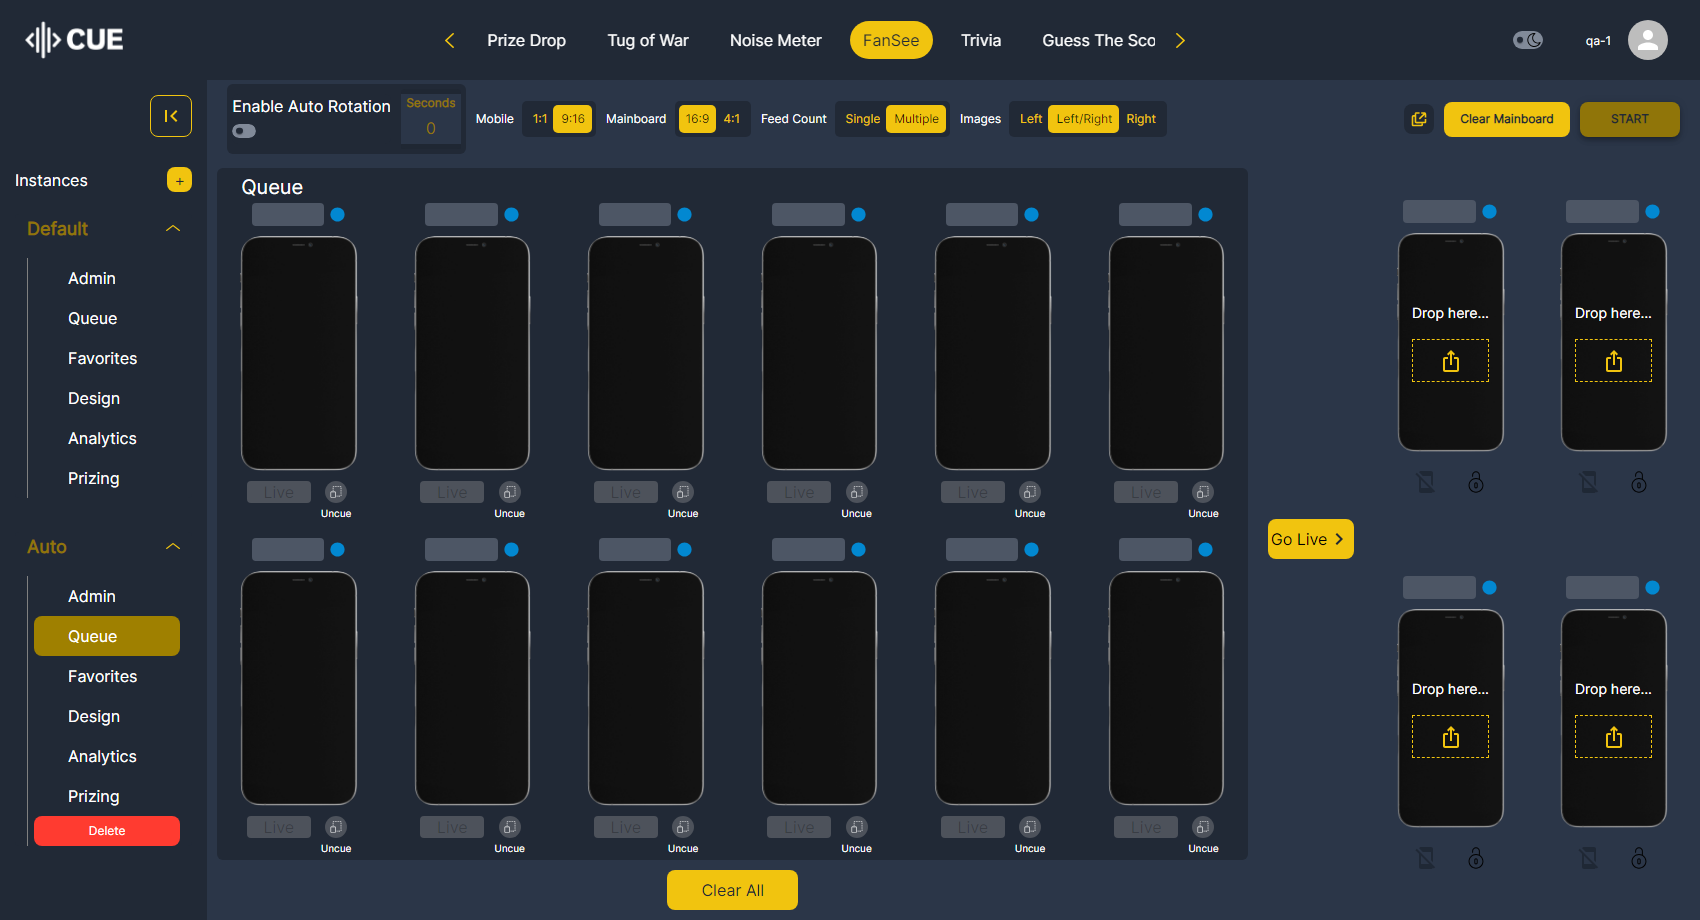 CUE
Prize Drop Tug of War Noise Meter FanSee Trivia Guess The Sco
qa-1
Enable Auto Rotation
Seconds
0
Mobile 1:1 9:16 Mainboard 16:9 4:1 Feed Count Single Multiple Images Left Left/Right Right
Clear Mainboard START
Instances +
Default
Admin
Queue
Favorites
Design
Analytics
Prizing
Auto
Admin
Queue
Favorites
Design
Analytics
Prizing
Delete
Queue
Live Live Live Live Live Live
Uncue Uncue Uncue Uncue Uncue Uncue
Live Live Live Live Live Live
Uncue Uncue Uncue Uncue Uncue Uncue
Clear All
Go Live
Drop here... Drop here...
Drop here... Drop here...